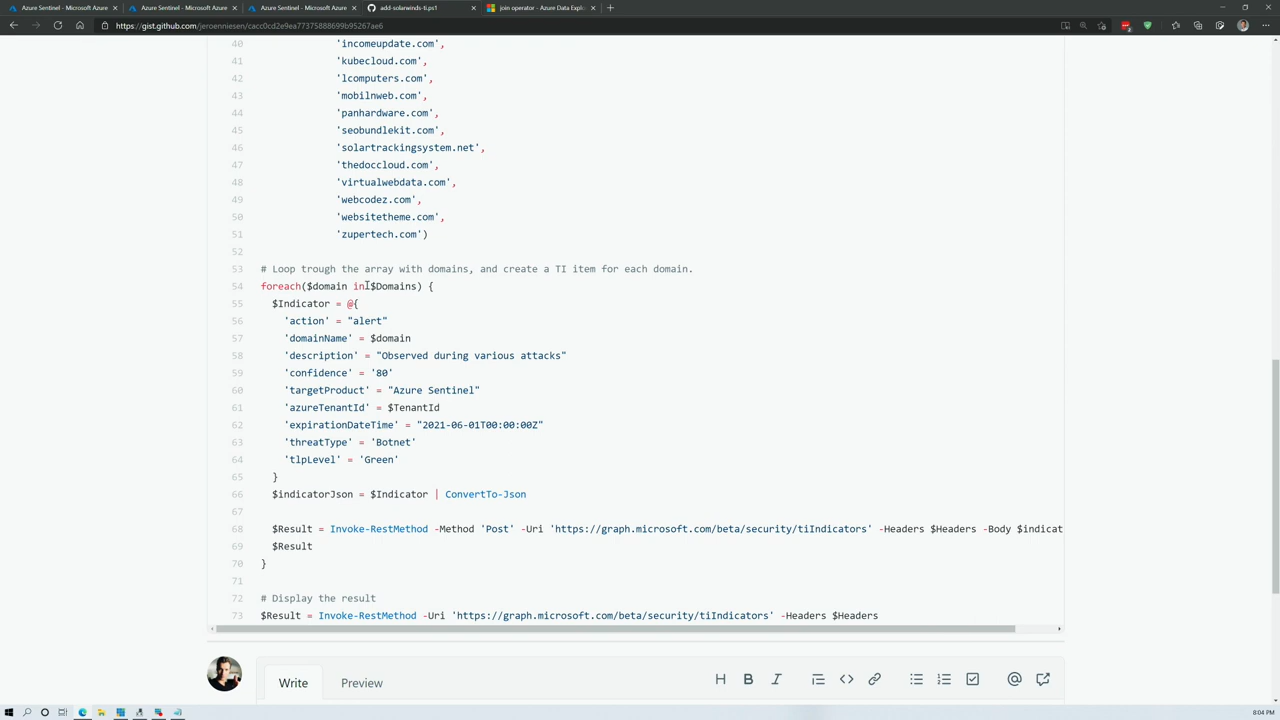 Azure Sentinel - Microsoft Azure
Azure Sentinel - Microsoft Azure
Azure Sentinel - Microsoft Azure
add-solarwinds-ti.ps1
join operator - Azure Data Explo
https://gist.github.com/jeroenniesen/cacc0cd2e9ea77375888699b95267ae6
40 'incomeupdate.com',
41 'kubecloud.com',
42 'lcomputers.com',
43 'mobilnweb.com',
44 'panhardware.com',
45 'seobundlekit.com',
46 'solartrackingsystem.net',
47 'thedoccloud.com',
48 'virtualwebdata.com',
49 'webcodez.com',
50 'websitetheme.com',
51 'zupertech.com')
52
53 # Loop trough the array with domains, and create a TI item for each domain.
54 foreach($domain in $Domains) {
55 $Indicator = @{
56 'action' = "alert"
57 'domainName' = $domain
58 'description' = "Observed during various attacks"
59 'confidence' = '80'
60 'targetProduct' = "Azure Sentinel"
61 'azureTenantId' = $TenantId
62 'expirationDateTime' = "2021-06-01T00:00:00Z"
63 'threatType' = 'Botnet'
64 'tlpLevel' = 'Green'
65 }
66 $indicatorJson = $Indicator | ConvertTo-Json
67
68 $Result = Invoke-RestMethod -Method 'Post' -Uri 'https://graph.microsoft.com/beta/security/tiIndicators' -Headers $Headers -Body $indicat
69 $Result
70 }
71
72 # Display the result
73 $Result = Invoke-RestMethod -Uri 'https://graph.microsoft.com/beta/security/tiIndicators' -Headers $Headers
Write Preview
8:04 PM